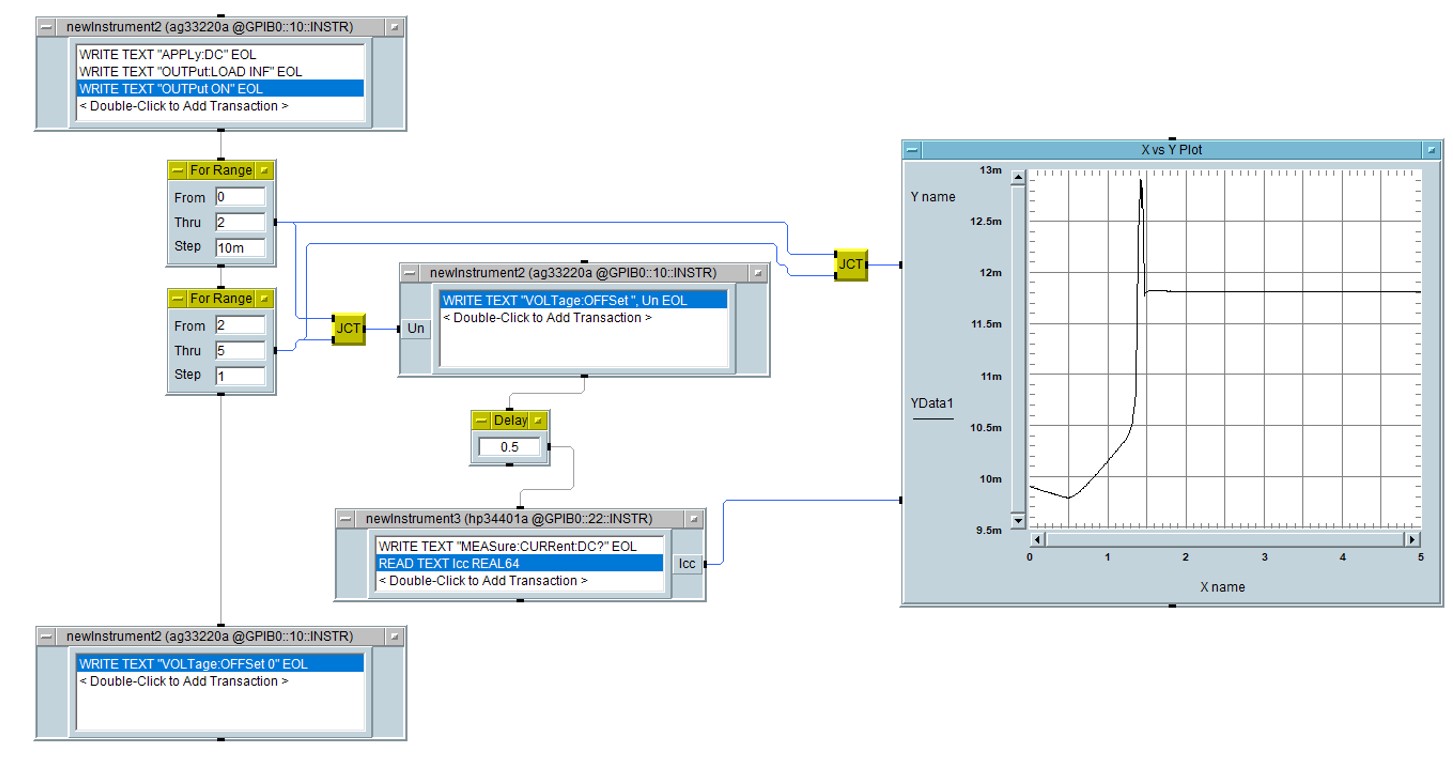 newInstrument2 (ag33220a @GPIB0::10::INSTR)
WRITE TEXT "APPLy:DC" EOL
WRITE TEXT "OUTPut:LOAD INF" EOL
WRITE TEXT "OUTPut ON" EOL
< Double-Click to Add Transaction >
For Range
From 0
Thru 2
Step 10m
For Range
From 2
Thru 5
Step 1
JCT
newInstrument2 (ag33220a @GPIB0::10::INSTR)
Un
WRITE TEXT "VOLTage:OFFSet ", Un EOL
< Double-Click to Add Transaction >
Delay
0.5
newInstrument3 (hp34401a @GPIB0::22::INSTR)
WRITE TEXT "MEASure:CURRent:DC?" EOL
READ TEXT Icc REAL64
< Double-Click to Add Transaction >
Icc
newInstrument2 (ag33220a @GPIB0::10::INSTR)
WRITE TEXT "VOLTage:OFFSet 0" EOL
< Double-Click to Add Transaction >
JCT
X vs Y Plot
Y name
YData1
13m
12.5m
12m
11.5m
11m
10.5m
10m
9.5m
0 1 2 3 4 5
X name